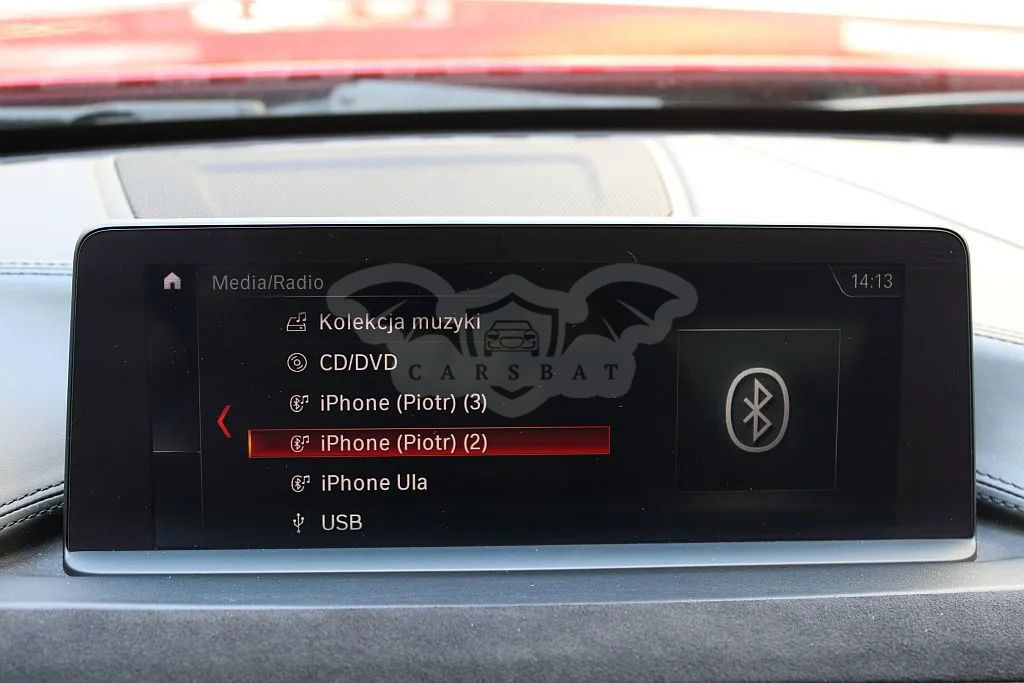 Media/Radio
14:13
Kolekcja muzyki
CD/DVD
CARSBAT
iPhone (Piotr) (3)
iPhone (Piotr) (2)
iPhone Ula
USB